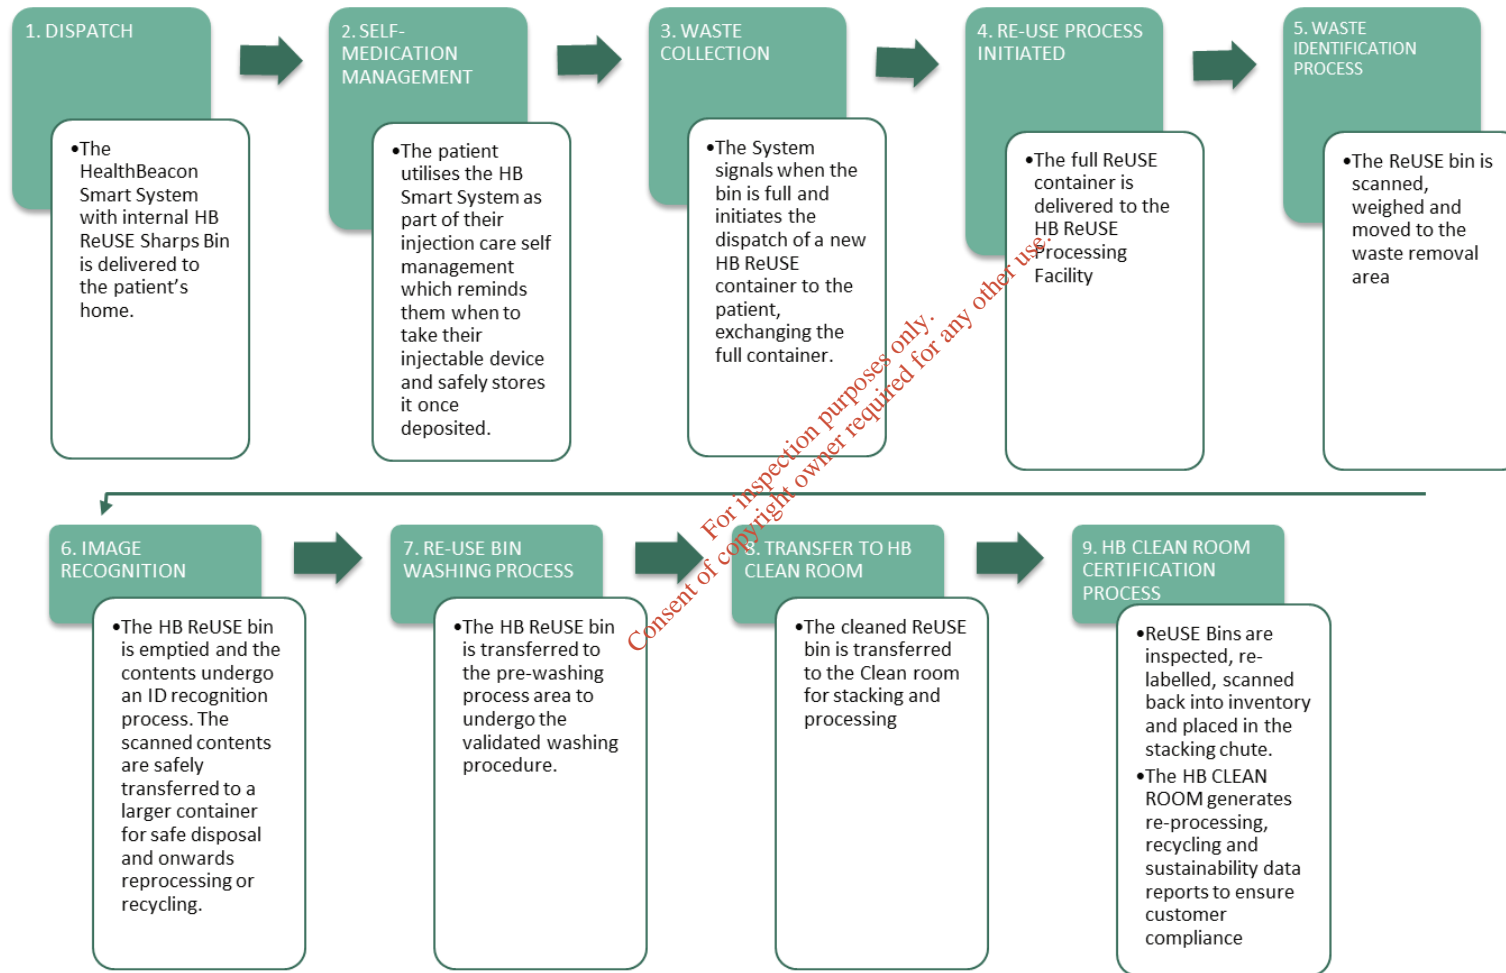 1. DISPATCH
•The
HealthBeacon
Smart System
with internal HB
ReUSE Sharps Bin
is delivered to
the patient's
home.
2. SELF-
MEDICATION
MANAGEMENT
•The patient
utilises the HB
Smart System as
part of their
injection care self
management
which reminds
them when to
take their
injectable device
and safely stores
it once
deposited.
3. WASTE
COLLECTION
•The System
signals when the
bin is full and
initiates the
dispatch of a new
HB ReUSE
container to the
patient,
exchanging the
full container.
4. RE-USE PROCESS
INITIATED
•The full ReUSE
container is
delivered to the
HB ReUSE
Processing
Facility
5. WASTE
IDENTIFICATION
PROCESS
•The ReUSE bin is
scanned,
weighed and
moved to the
waste removal
area
For inspection purposes only.
Consent of copyright owner required for any other use.
6. IMAGE
RECOGNITION
•The HB ReUSE bin
is emptied and the
contents undergo
an ID recognition
process. The
scanned contents
are safely
transferred to a
larger container
for safe disposal
and onwards
reprocessing or
recycling.
7. RE-USE BIN
WASHING PROCESS
•The HB ReUSE bin
is transferred to
the pre-washing
process area to
undergo the
validated washing
procedure.
8. TRANSFER TO HB
CLEAN ROOM
•The cleaned ReUSE
bin is transferred
to the Clean room
for stacking and
processing
9. HB CLEAN ROOM
CERTIFICATION
PROCESS
•ReUSE Bins are
inspected, re-
labelled, scanned
back into inventory
and placed in the
stacking chute.
•The HB CLEAN
ROOM generates
re-processing,
recycling and
sustainability data
reports to ensure
customer
compliance